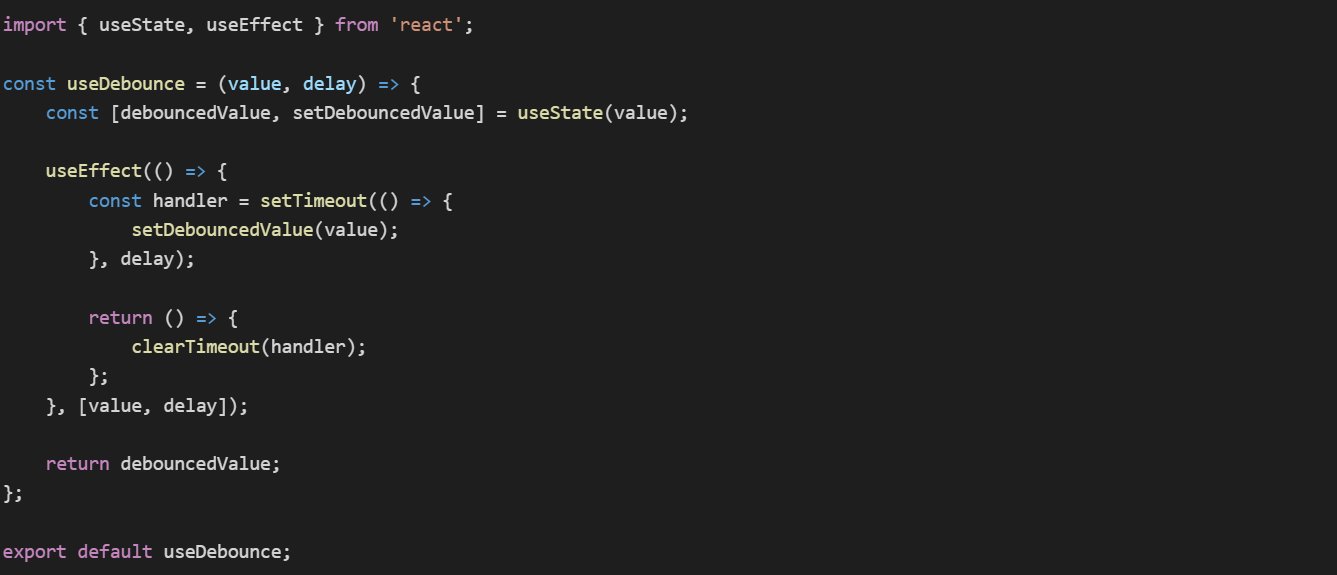 import { useState, useEffect } from 'react';
const useDebounce = (value, delay) => {
    const [debouncedValue, setDebouncedValue] = useState(value);
    useEffect(() => {
        const handler = setTimeout(() => {
            setDebouncedValue(value);
        }, delay);
        return () => {
            clearTimeout(handler);
        };
    }, [value, delay]);
    return debouncedValue;
};
export default useDebounce;